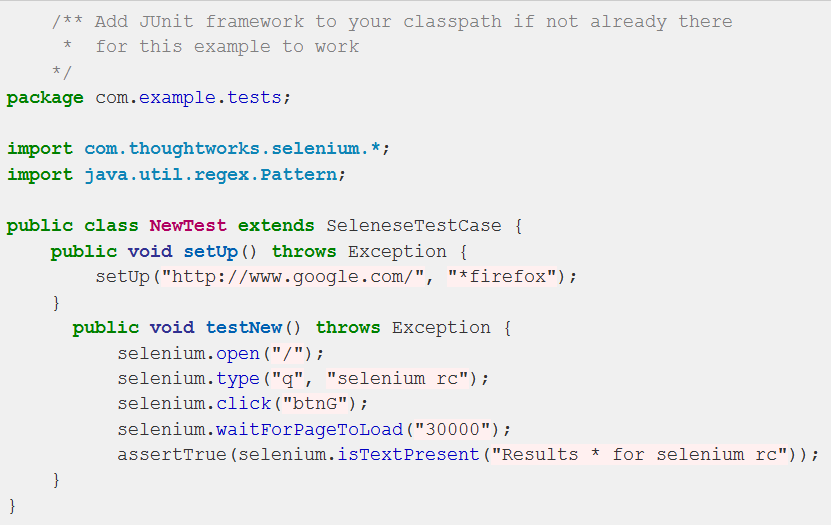 /** Add JUnit framework to your classpath if not already there
 *  for this example to work
*/
package com.example.tests;

import com.thoughtworks.selenium.*;
import java.util.regex.Pattern;

public class NewTest extends SeleneseTestCase {
    public void setUp() throws Exception {
        setUp("http://www.google.com/", "*firefox");
    }
      public void testNew() throws Exception {
          selenium.open("/");
          selenium.type("q", "selenium rc");
          selenium.click("btnG");
          selenium.waitForPageToLoad("30000");
          assertTrue(selenium.isTextPresent("Results * for selenium rc"));
    }
}